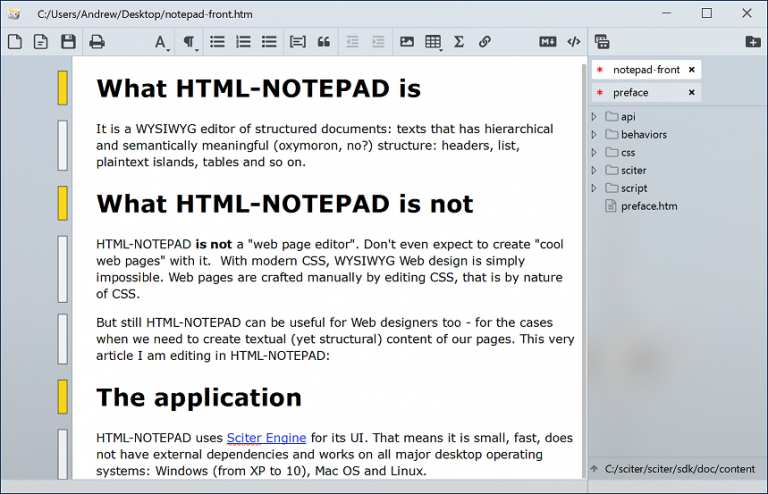 C:/Users/Andrew/Desktop/notepad-front.htm
notepad-front
preface
api
behaviors
css
sciter
script
preface.htm
What HTML-NOTEPAD is
It is a WYSIWYG editor of structured documents: texts that has hierarchical
and semantically meaningful (oxymoron, no?) structure: headers, list,
plaintext islands, tables and so on.
What HTML-NOTEPAD is not
HTML-NOTEPAD is not a "web page editor". Don't even expect to create "cool
web pages" with it.  With modern CSS, WYSIWYG Web design is simply
impossible. Web pages are crafted manually by editing CSS, that is by nature
of CSS.
But still HTML-NOTEPAD can be useful for Web designers too - for the cases
when we need to create textual (yet structural) content of our pages. This very
article I am editing in HTML-NOTEPAD:
The application
HTML-NOTEPAD uses Sciter Engine for its UI. That means it is small, fast, does
not have external dependencies and works on all major desktop operating
systems: Windows (from XP to 10), Mac OS and Linux.
C:/sciter/sciter/sdk/doc/content